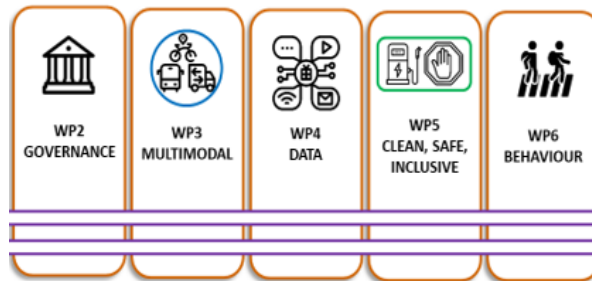 WP2
GOVERNANCE
WP3
MULTIMODAL
WP4
DATA
WP5
CLEAN, SAFE,
INCLUSIVE
WP6
BEHAVIOUR